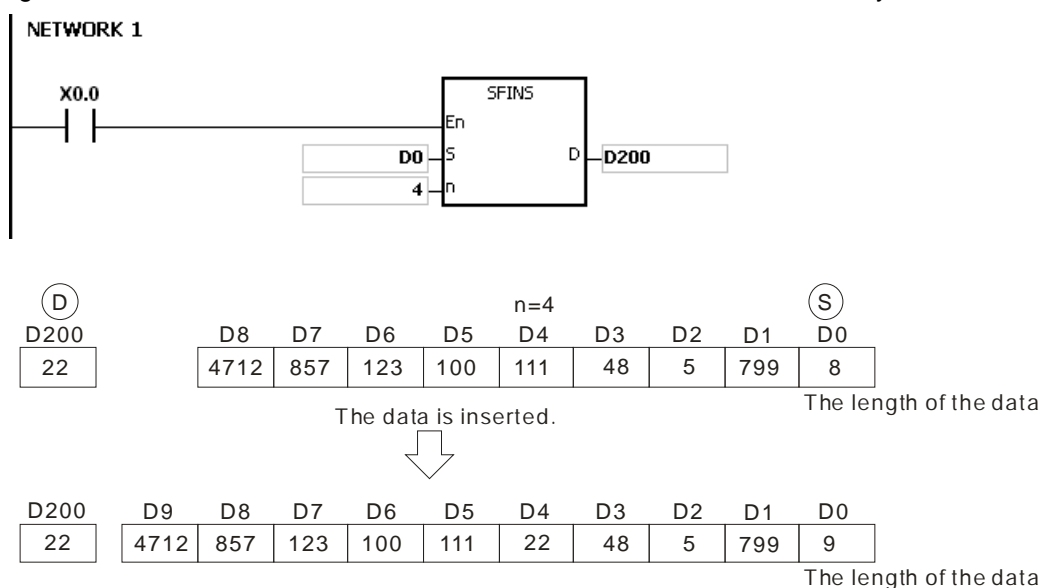 NETWORK 1
X0.0
SFINS
En
D0 S D D200
4 n
D n=4 S
D200 D8 D7 D6 D5 D4 D3 D2 D1 D0
22 4712 857 123 100 111 48 5 799 8
The length of the data
The data is inserted.
D200 D9 D8 D7 D6 D5 D4 D3 D2 D1 D0
22 4712 857 123 100 111 22 48 5 799 9
The length of the data